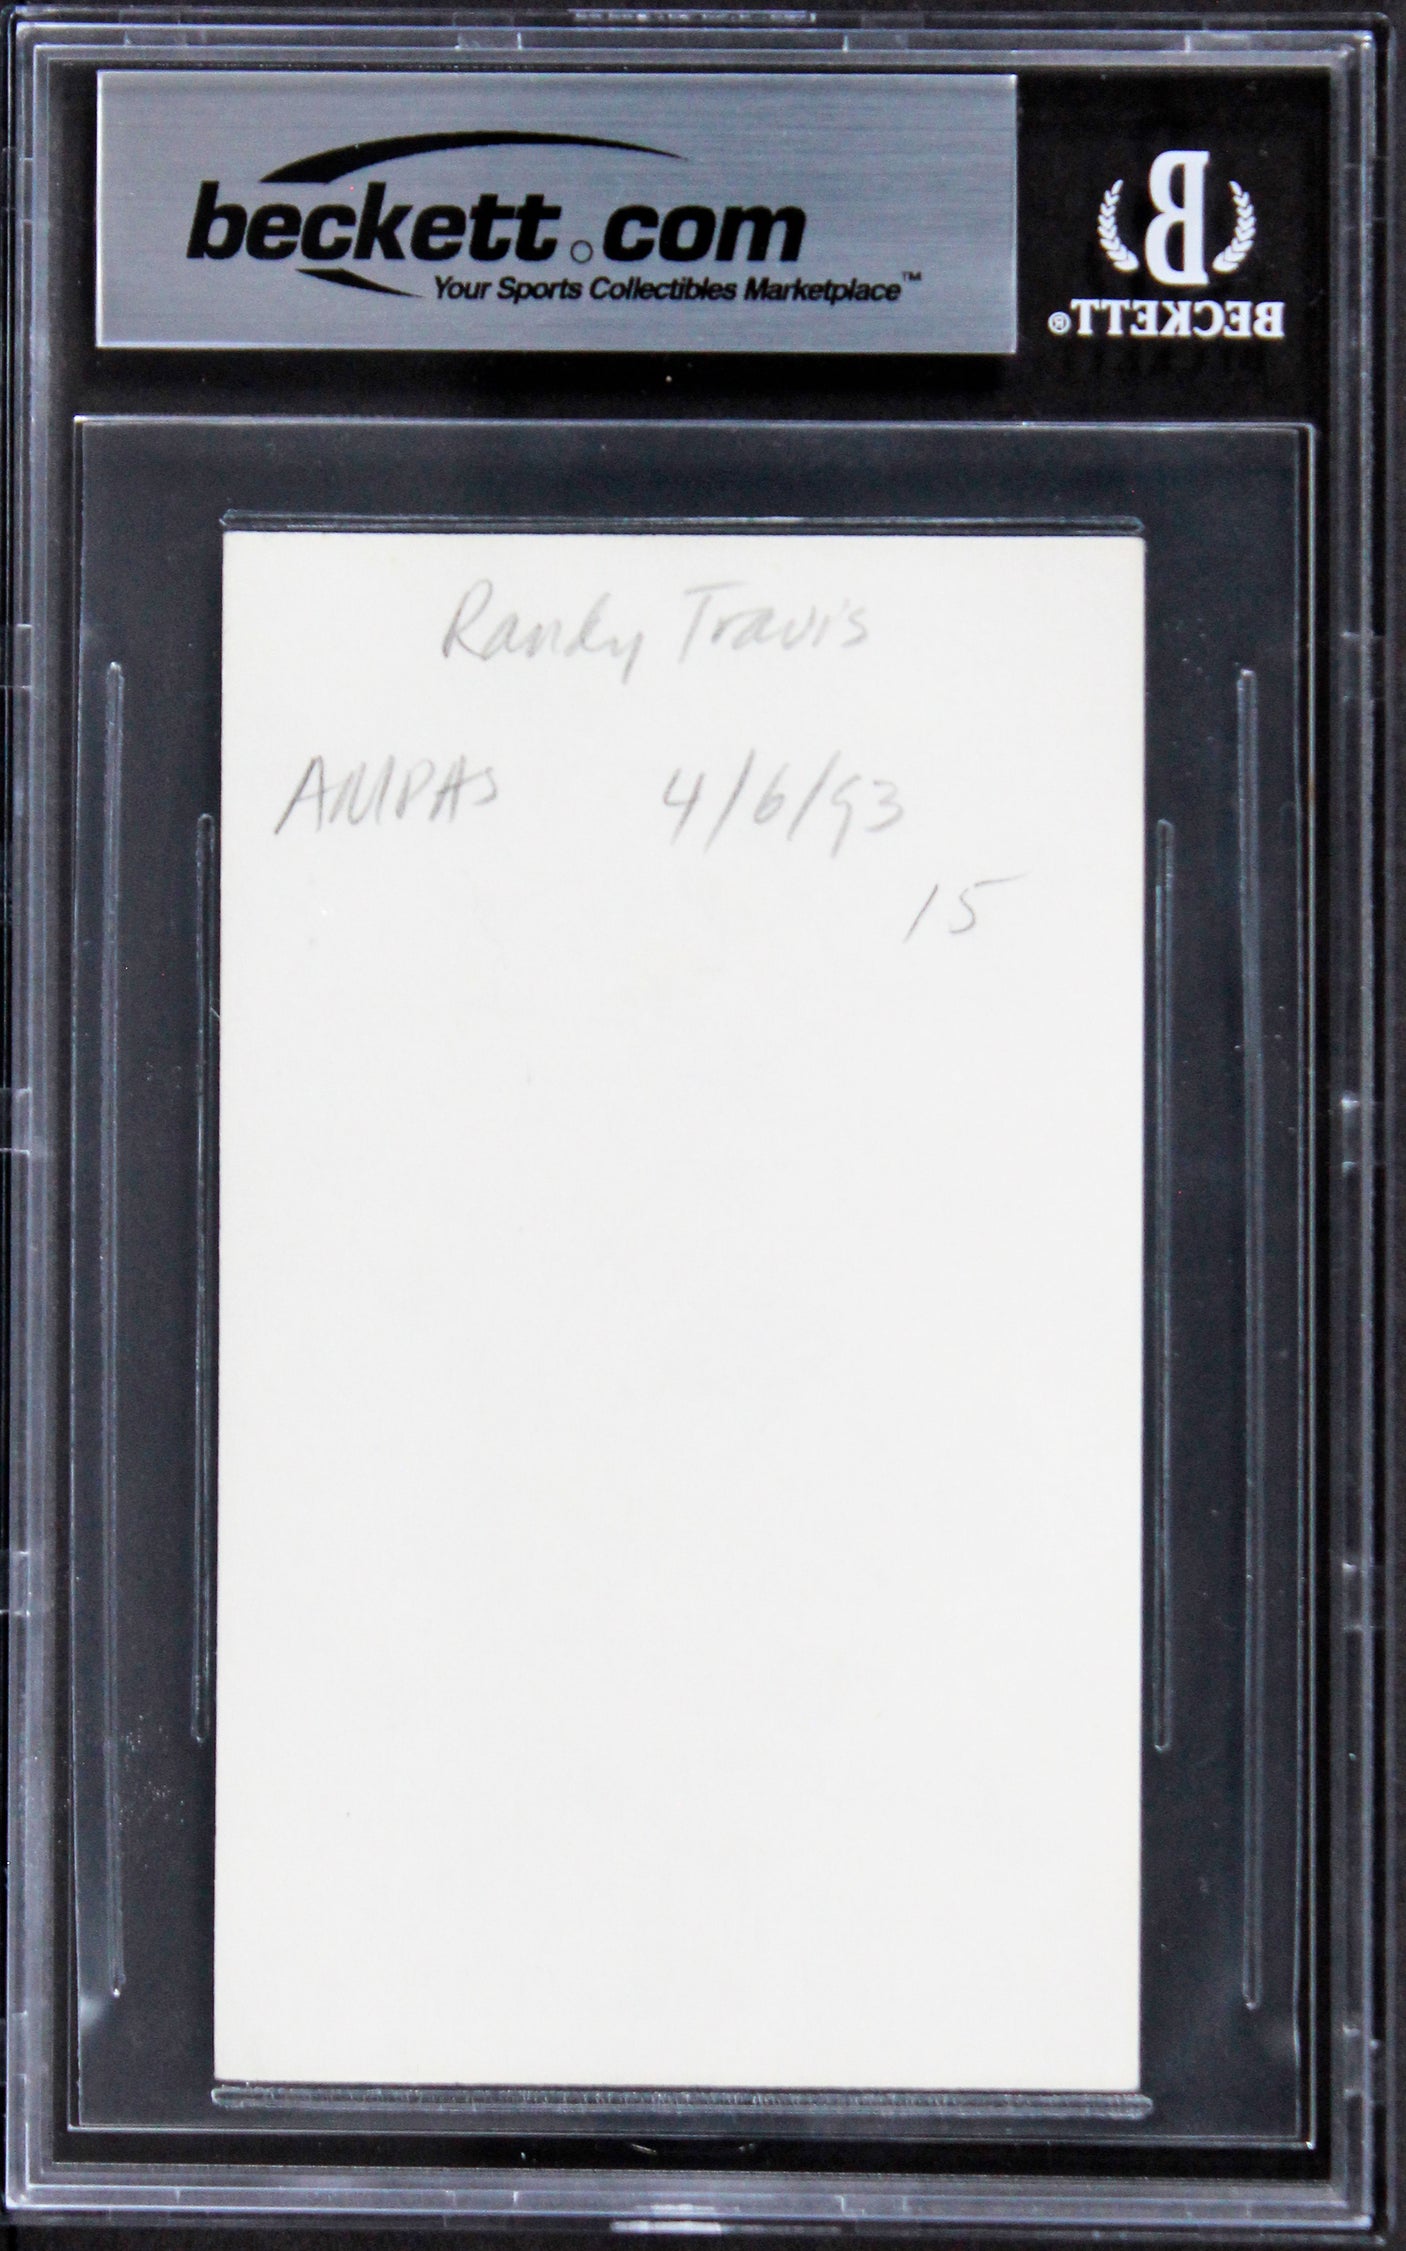 beckett.com
Your Sports Collectibles Marketplace™
B
BECKETT®
Randy Travis
AMPAS 4/6/93
15